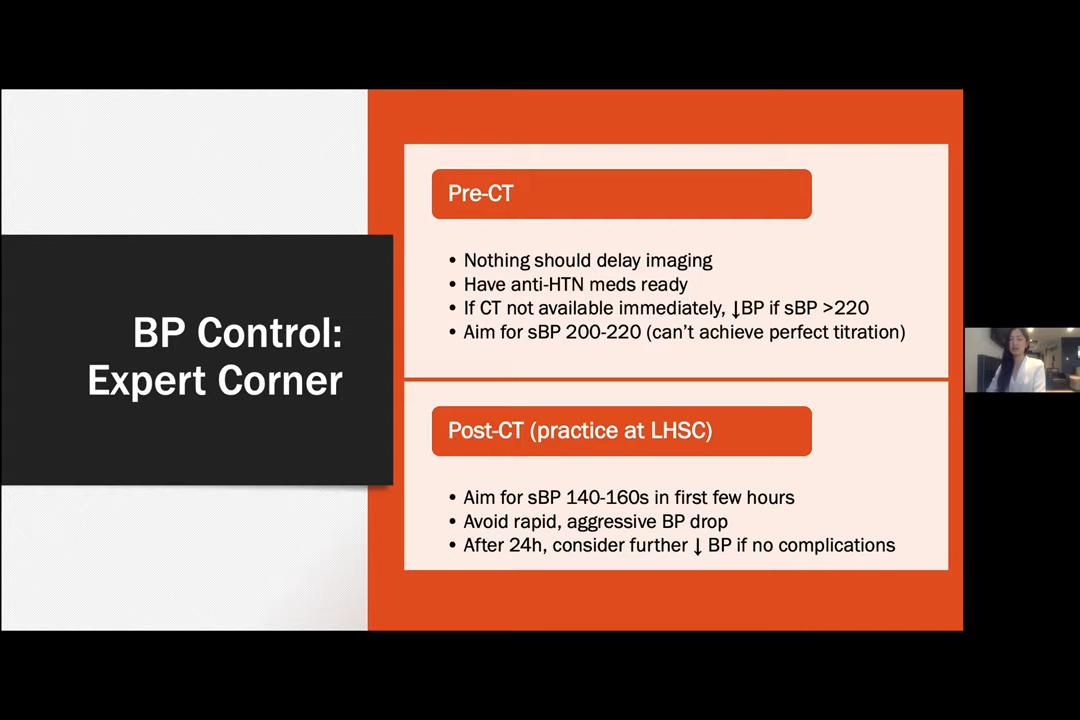 BP Control:
Expert Corner
Pre-CT
• Nothing should delay imaging
• Have anti-HTN meds ready
• If CT not available immediately, ↓BP if sBP >220
• Aim for sBP 200-220 (can't achieve perfect titration)
Post-CT (practice at LHSC)
• Aim for sBP 140-160s in first few hours
• Avoid rapid, aggressive BP drop
• After 24h, consider further ↓ BP if no complications